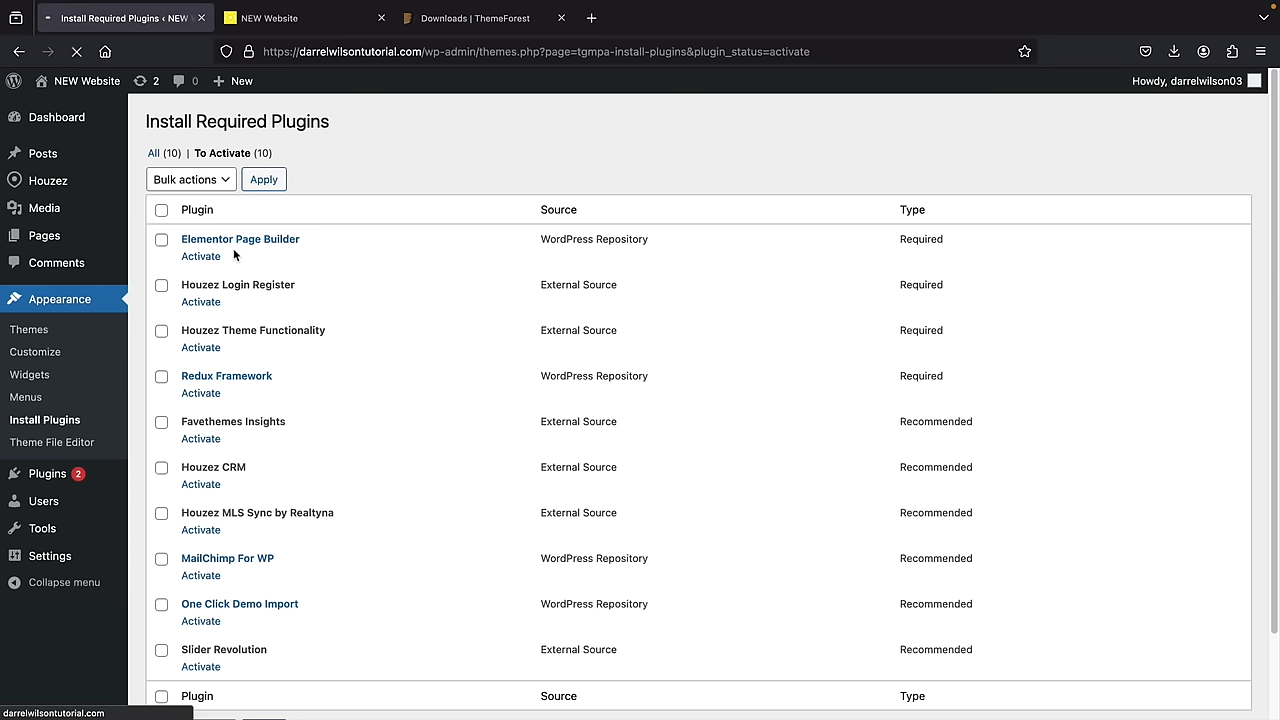 Install Required Plugins ‹ NEW W
NEW Website
Downloads | ThemeForest
https://darrelwilsontutorial.com/wp-admin/themes.php?page=tgmpa-install-plugins&plugin_status=activate
NEW Website
2
0
New
Howdy, darrelwilson03
Dashboard
Posts
Houzez
Media
Pages
Comments
Appearance
Themes
Customize
Widgets
Menus
Install Plugins
Theme File Editor
Plugins 2
Users
Tools
Settings
Collapse menu
Install Required Plugins
All (10) | To Activate (10)
Bulk actions
Apply
Plugin Source Type
Elementor Page Builder WordPress Repository Required
Activate
Houzez Login Register External Source Required
Activate
Houzez Theme Functionality External Source Required
Activate
Redux Framework WordPress Repository Required
Activate
Favethemes Insights External Source Recommended
Activate
Houzez CRM External Source Recommended
Activate
Houzez MLS Sync by Realtyna External Source Recommended
Activate
MailChimp For WP WordPress Repository Recommended
Activate
One Click Demo Import WordPress Repository Recommended
Activate
Slider Revolution External Source Recommended
Activate
Plugin Source Type
darrelwilsontutorial.com